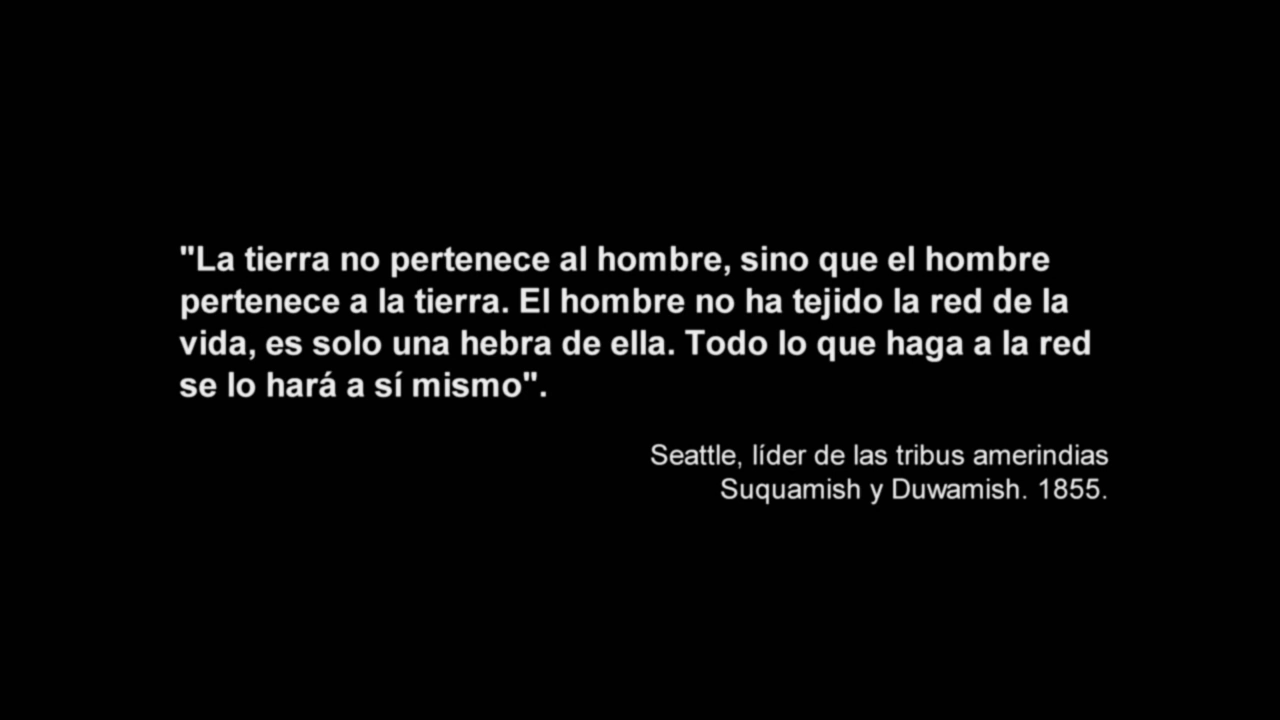 "La tierra no pertenece al hombre, sino que el hombre
pertenece a la tierra. El hombre no ha tejido la red de la
vida, es solo una hebra de ella. Todo lo que haga a la red
se lo hará a sí mismo".
Seattle, líder de las tribus amerindias
Suquamish y Duwamish. 1855.